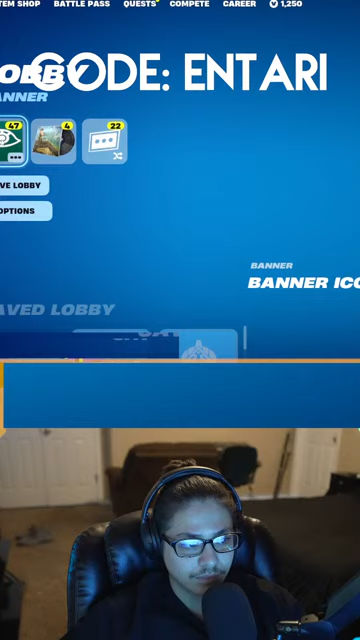 TEM SHOP BATTLE PASS QUESTS COMPETE CAREER V 1,250
OBBY
CODE: ENTARI
ANNER
47
4
22
VE LOBBY
OPTIONS
BANNER
BANNER ICO
AVED LOBBY